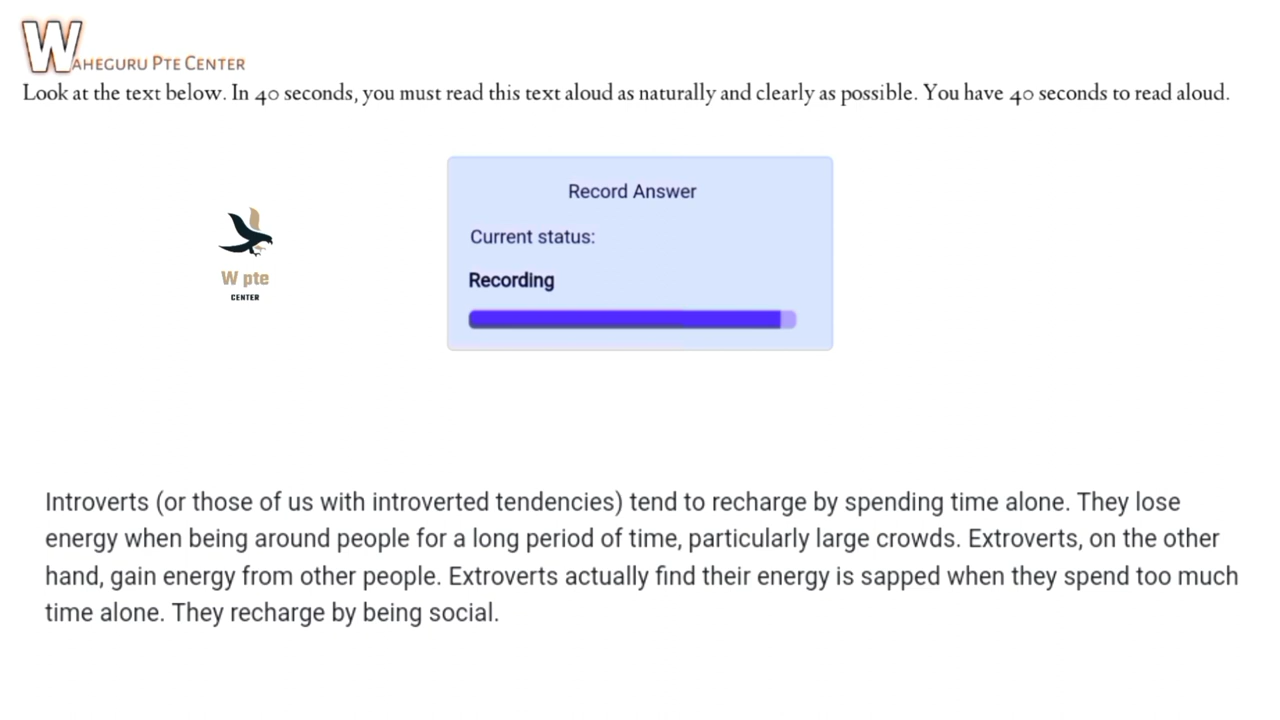 WAHEGURU PTE CENTER
Look at the text below. In 40 seconds, you must read this text aloud as naturally and clearly as possible. You have 40 seconds to read aloud.
Record Answer
Current status:
Recording
W pte
CENTER
Introverts (or those of us with introverted tendencies) tend to recharge by spending time alone. They lose
energy when being around people for a long period of time, particularly large crowds. Extroverts, on the other
hand, gain energy from other people. Extroverts actually find their energy is sapped when they spend too much
time alone. They recharge by being social.